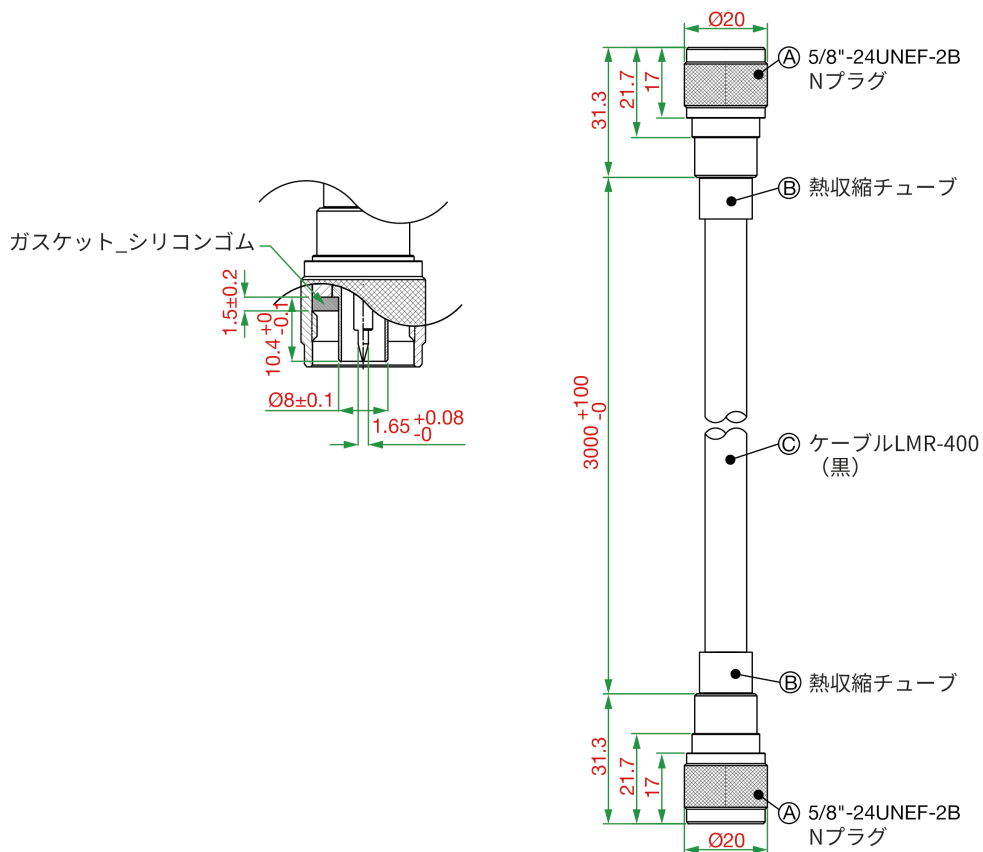 Ø20
Ⓐ 5/8"-24UNEF-2B
Nプラグ
31.3
21.7
17
Ⓑ 熱収縮チューブ
ガスケット_シリコンゴム
1.5±0.2
10.4 +0
-0.1
Ø8±0.1
1.65 +0.08
-0
3000 +100
-0
Ⓒ ケーブルLMR-400
（黒）
Ⓑ 熱収縮チューブ
31.3
21.7
17
Ⓐ 5/8"-24UNEF-2B
Nプラグ
Ø20